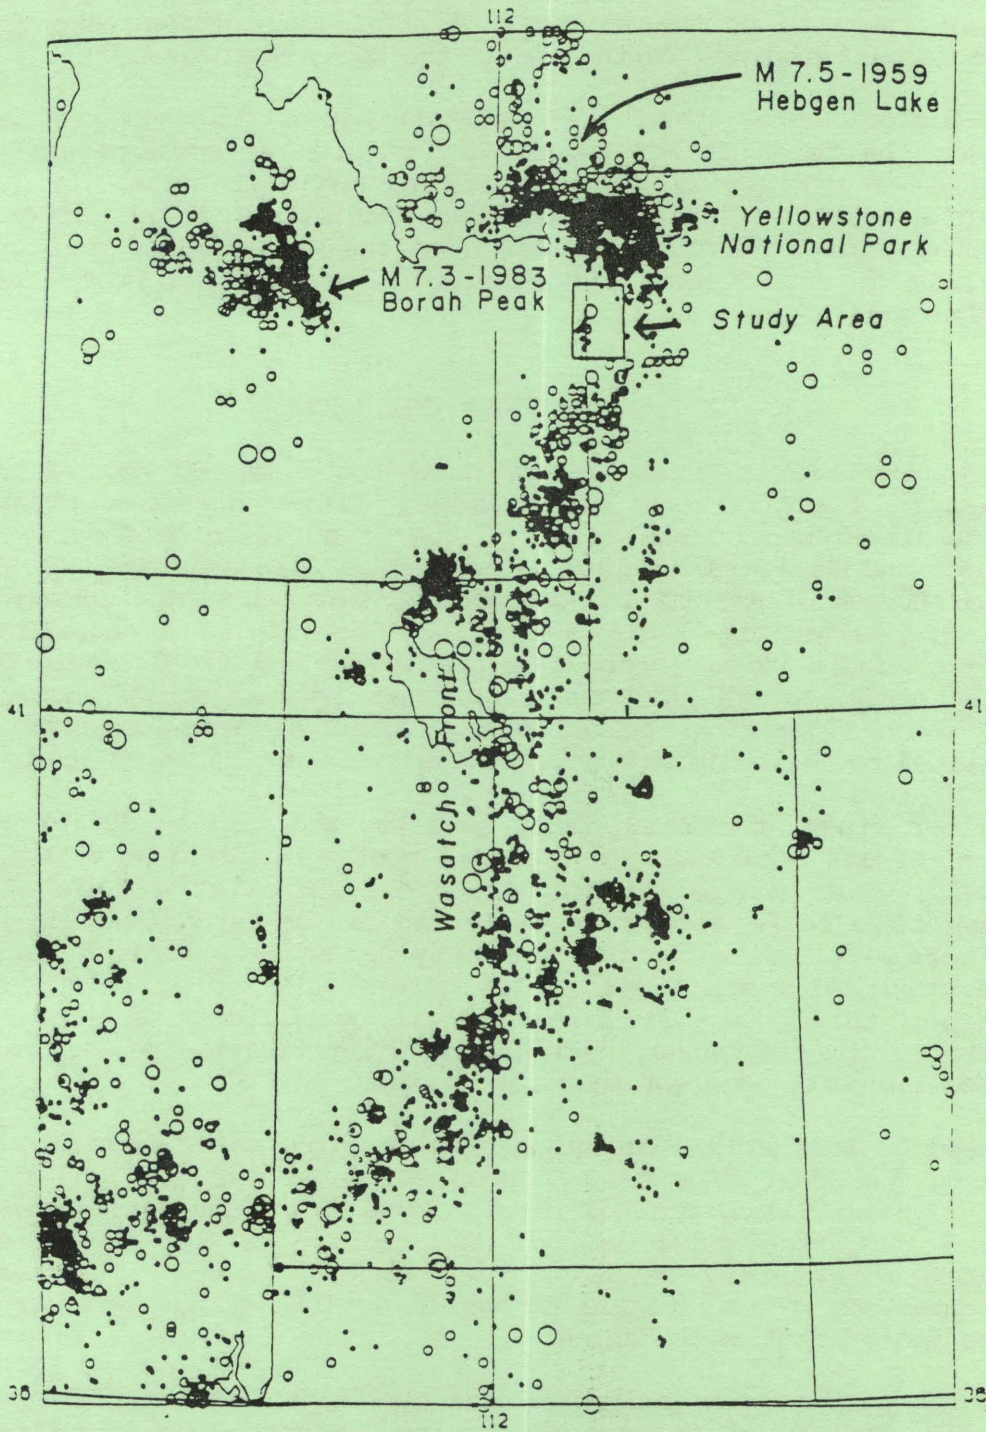 112
M 7.5-1959
Hebgen Lake
Yellowstone
National Park
M 7.3-1983
Borah Peak
Study Area
41
41
Wasatch Front
38
38
112